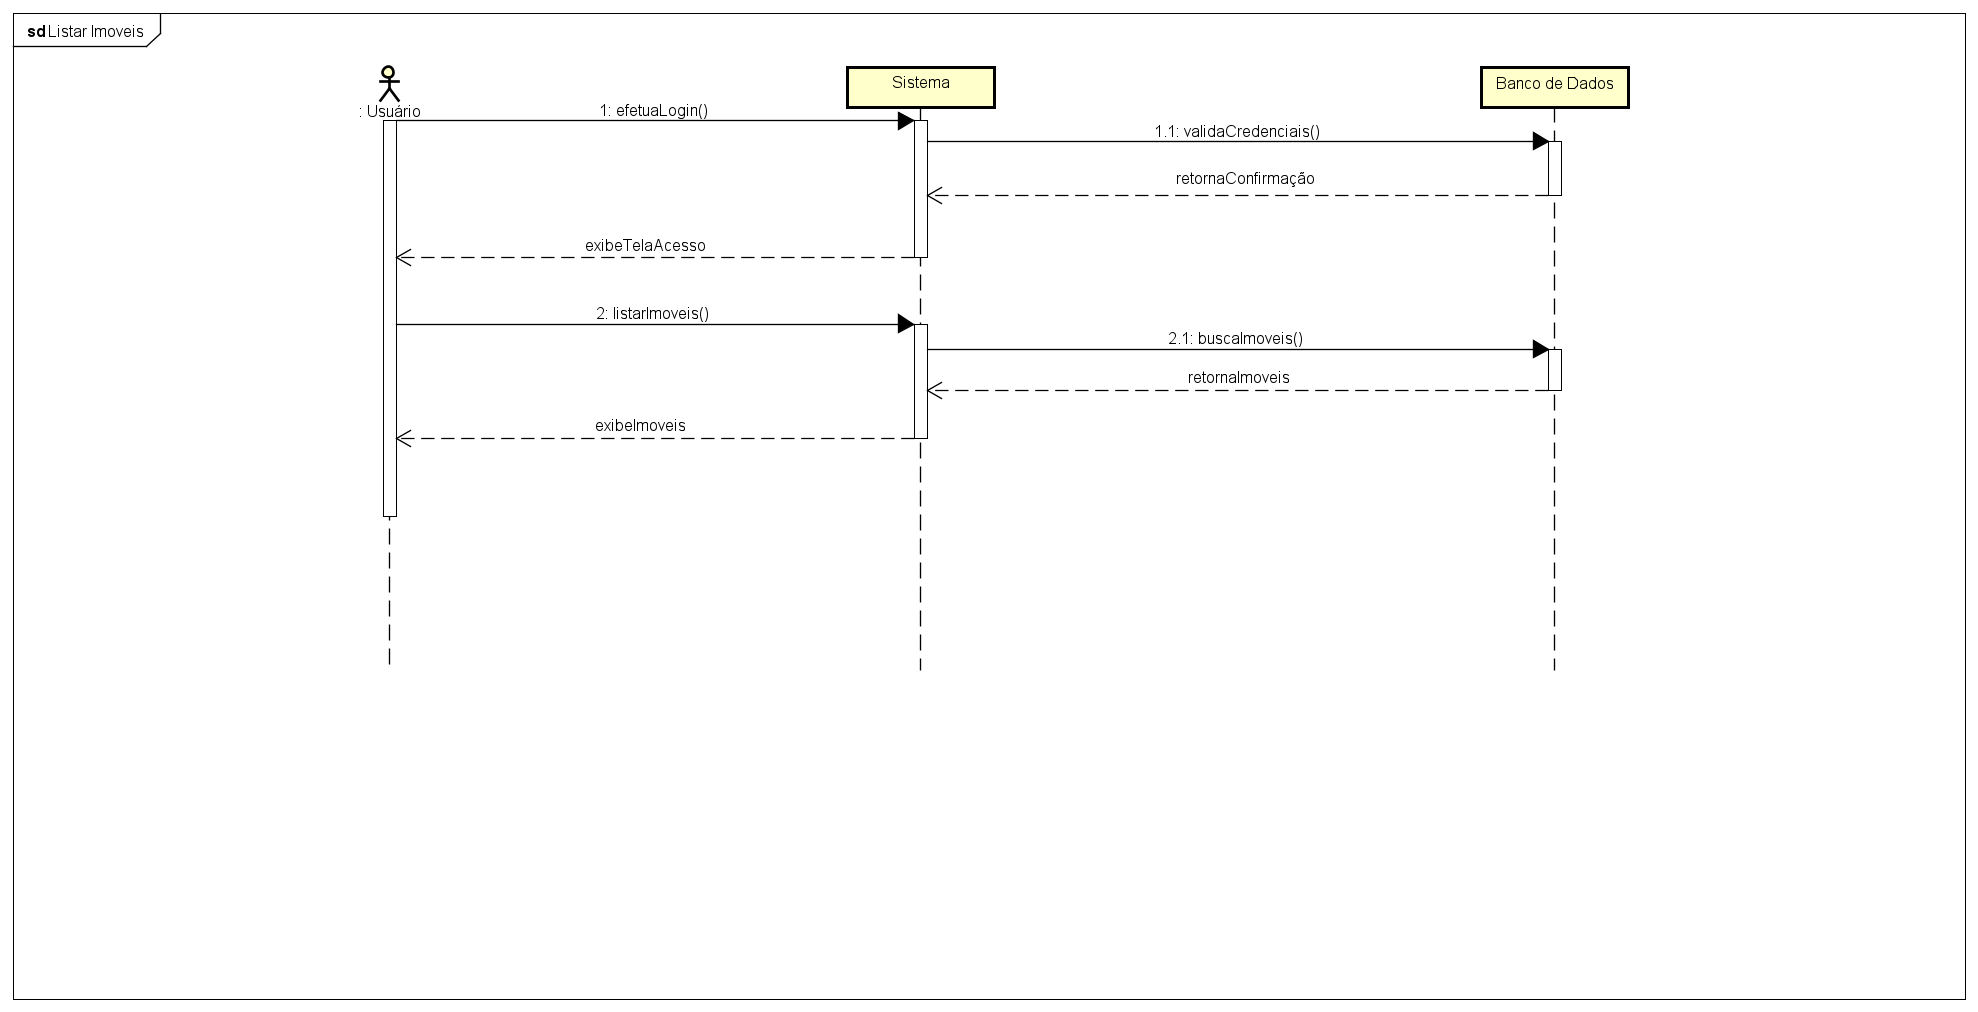 sd Listar Imoveis
: Usuário
Sistema
Banco de Dados
1: efetuaLogin()
1.1: validaCredenciais()
retornaConfirmação
exibeTelaAcesso
2: listarImoveis()
2.1: buscaImoveis()
retornaImoveis
exibeImoveis